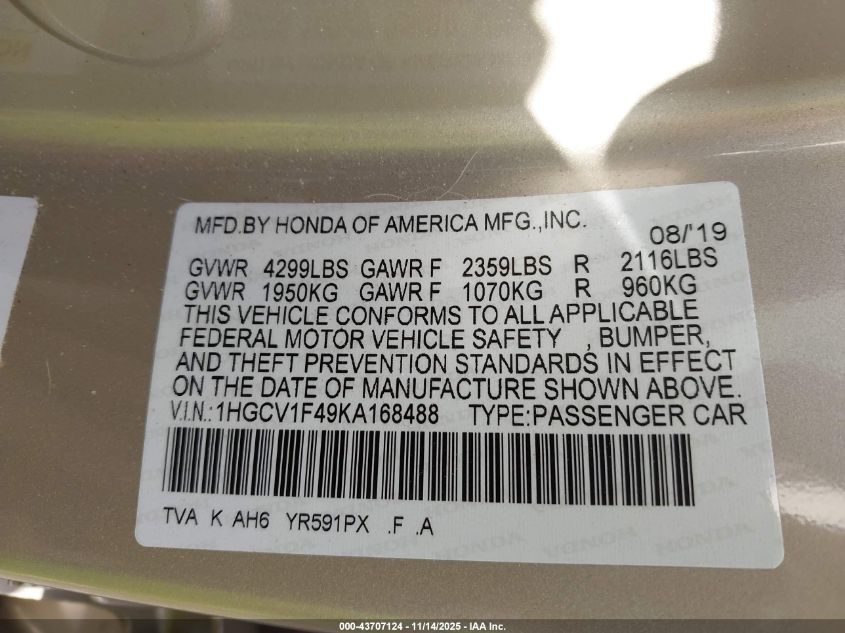 MFD.BY HONDA OF AMERICA MFG.,INC. 08/'19
GVWR 4299LBS GAWR F 2359LBS R 2116LBS
GVWR 1950KG GAWR F 1070KG R 960KG
THIS VEHICLE CONFORMS TO ALL APPLICABLE
FEDERAL MOTOR VEHICLE SAFETY , BUMPER,
AND THEFT PREVENTION STANDARDS IN EFFECT
ON THE DATE OF MANUFACTURE SHOWN ABOVE.
V.I.N.:1HGCV1F49KA168488 TYPE:PASSENGER CAR
TVA K AH6 YR591PX .F .A
000-43707124 - 11/14/2025 - IAA Inc.